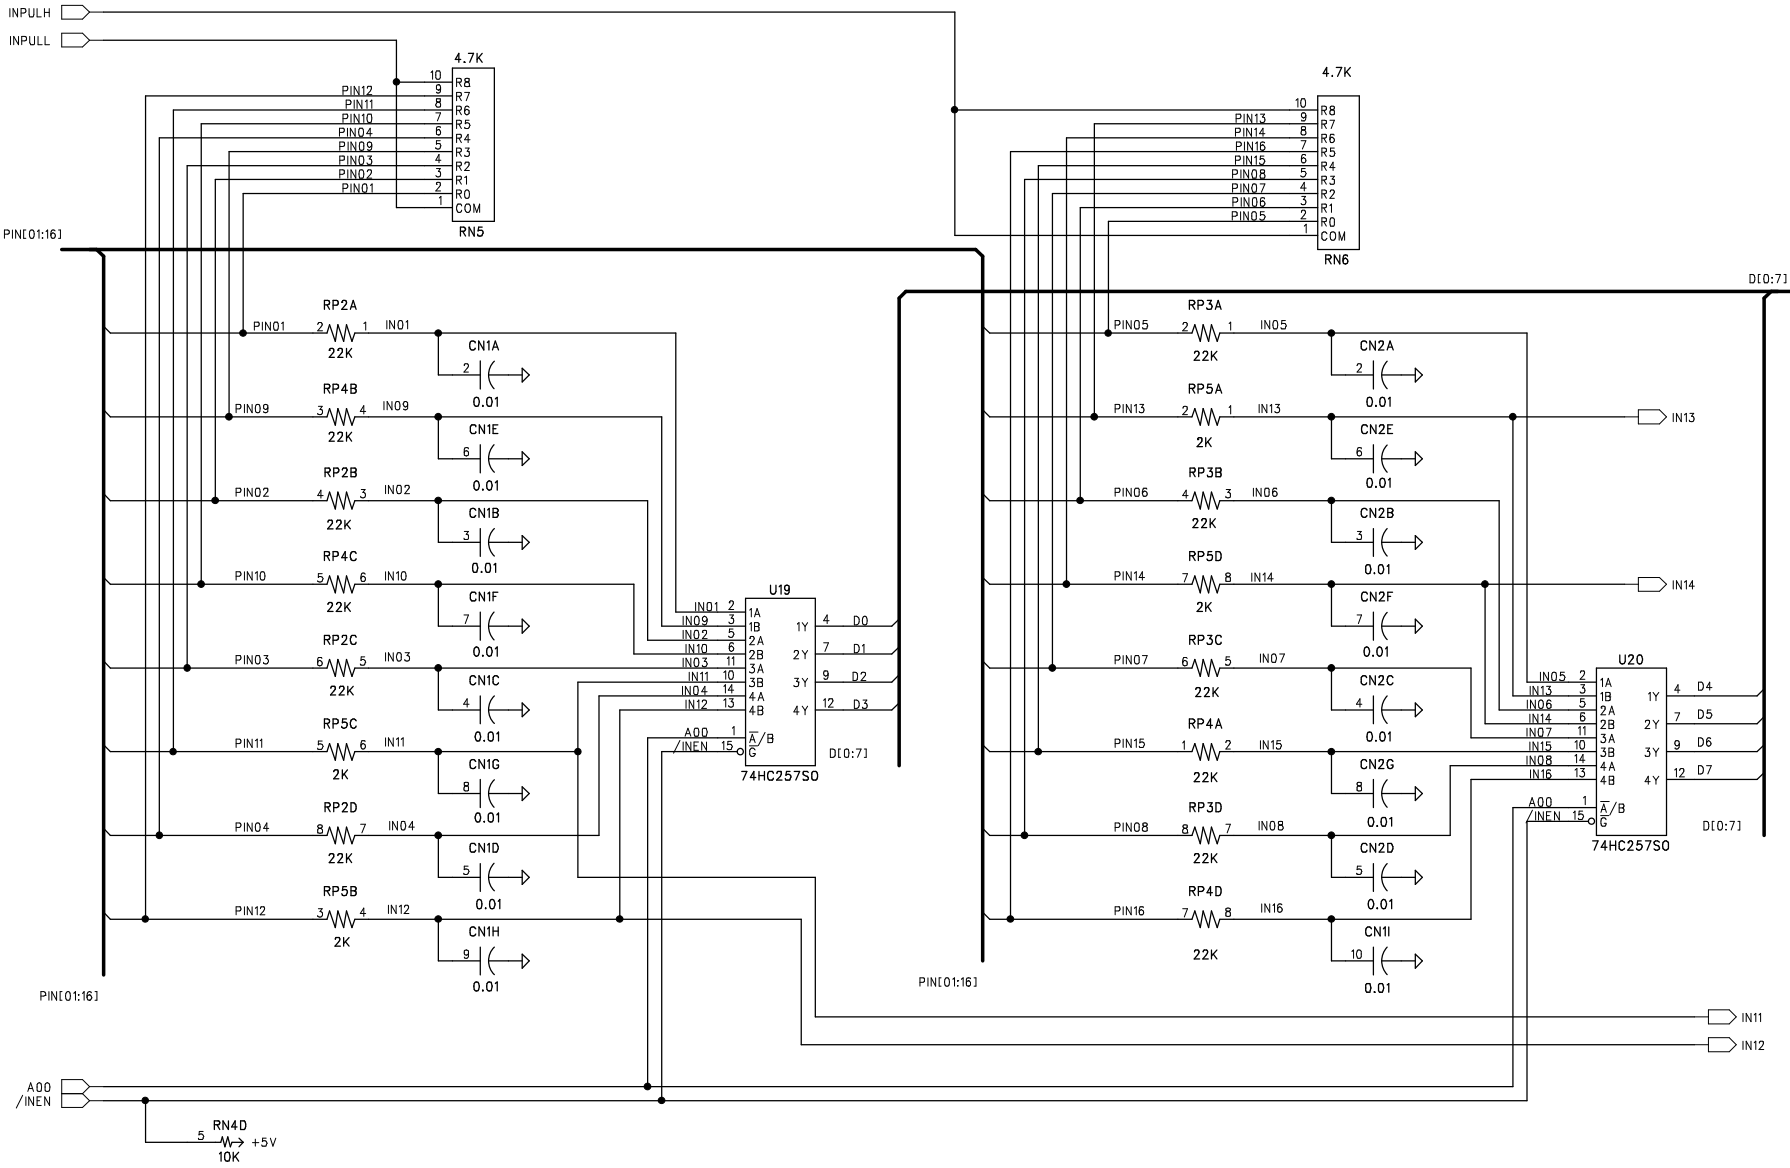 INPULH
INPULL
4.7K
10 R8
PIN12 9 R7
PIN11 8 R6
PIN10 7 R5
PIN04 6 R4
PIN09 5 R3
PIN03 4 R2
PIN02 3 R1
PIN01 2 R0
1 COM
RN5
4.7K
10 R8
PIN13 9 R7
PIN14 8 R6
PIN16 7 R5
PIN15 6 R4
PIN08 5 R3
PIN07 4 R2
PIN06 3 R1
PIN05 2 R0
1 COM
RN6
PIN[01:16]
D[0:7]
RP2A
PIN01 2 1 IN01
22K
CN1A
2
0.01
RP4B
PIN09 3 4 IN09
22K
CN1E
6
0.01
RP2B
PIN02 4 3 IN02
22K
CN1B
3
0.01
RP4C
PIN10 5 6 IN10
22K
CN1F
7
0.01
RP2C
PIN03 6 5 IN03
22K
CN1C
4
0.01
RP5C
PIN11 5 6 IN11
2K
CN1G
8
0.01
RP2D
PIN04 8 7 IN04
22K
CN1D
5
0.01
RP5B
PIN12 3 4 IN12
2K
CN1H
9
0.01
PIN[01:16]
U19
IN01 2 1A
IN09 3 1B
IN02 5 2A
IN10 6 2B
IN03 11 3A
IN11 10 3B
IN04 14 4A
IN12 13 4B
A00 1 A/B
/INEN 15 G
1Y 4 D0
2Y 7 D1
3Y 9 D2
4Y 12 D3
D[0:7]
74HC257SO
RP3A
PIN05 2 1 IN05
22K
CN2A
2
0.01
RP5A
PIN13 2 1 IN13
2K
CN2E
6
0.01
IN13
RP3B
PIN06 4 3 IN06
22K
CN2B
3
0.01
RP5D
PIN14 7 8 IN14
2K
CN2F
7
0.01
IN14
RP3C
PIN07 6 5 IN07
22K
CN2C
4
0.01
RP4A
PIN15 1 2 IN15
22K
CN2G
8
0.01
RP3D
PIN08 8 7 IN08
22K
CN2D
5
0.01
RP4D
PIN16 7 8 IN16
22K
CN1I
10
0.01
PIN[01:16]
U20
IN05 2 1A
IN13 3 1B
IN06 5 2A
IN14 6 2B
IN07 11 3A
IN15 10 3B
IN08 14 4A
IN16 13 4B
A00 1 A/B
/INEN 15 G
1Y 4 D4
2Y 7 D5
3Y 9 D6
4Y 12 D7
D[0:7]
74HC257SO
IN11
IN12
A00
/INEN
RN4D
5 +5V
10K